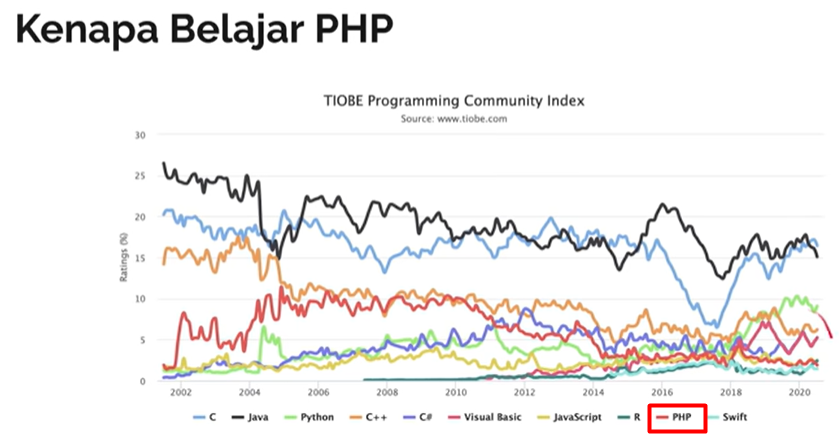 Kenapa Belajar PHP
TIOBE Programming Community Index
Source: www.tiobe.com
Ratings (%)
30
25
20
15
10
5
0
2002 2004 2006 2008 2010 2012 2014 2016 2018 2020
C Java Python C++ C# Visual Basic JavaScript R PHP Swift